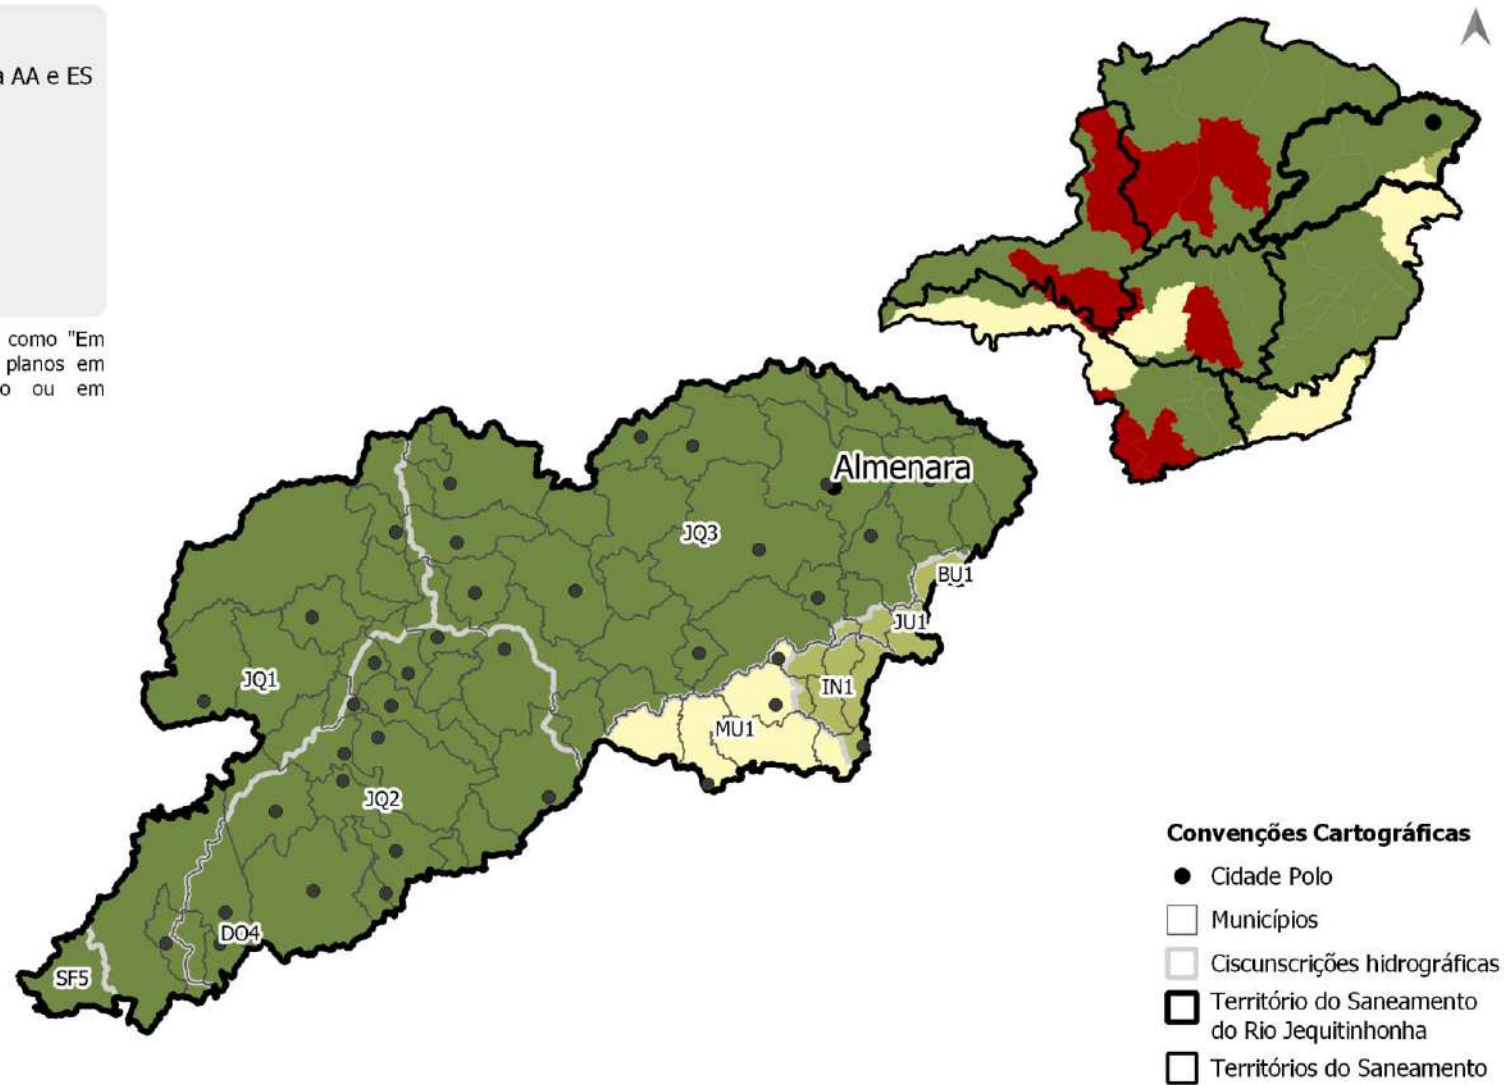 AA e ES
como "Em
planos em
o ou em
Almenara
JQ3
BU1
JU1
IN1
JQ1
MU1
JQ2
DO4
SF5
Convenções Cartográficas
Cidade Polo
Municípios
Ciscunscrições hidrográficas
Território do Saneamento
do Rio Jequitinhonha
Territórios do Saneamento